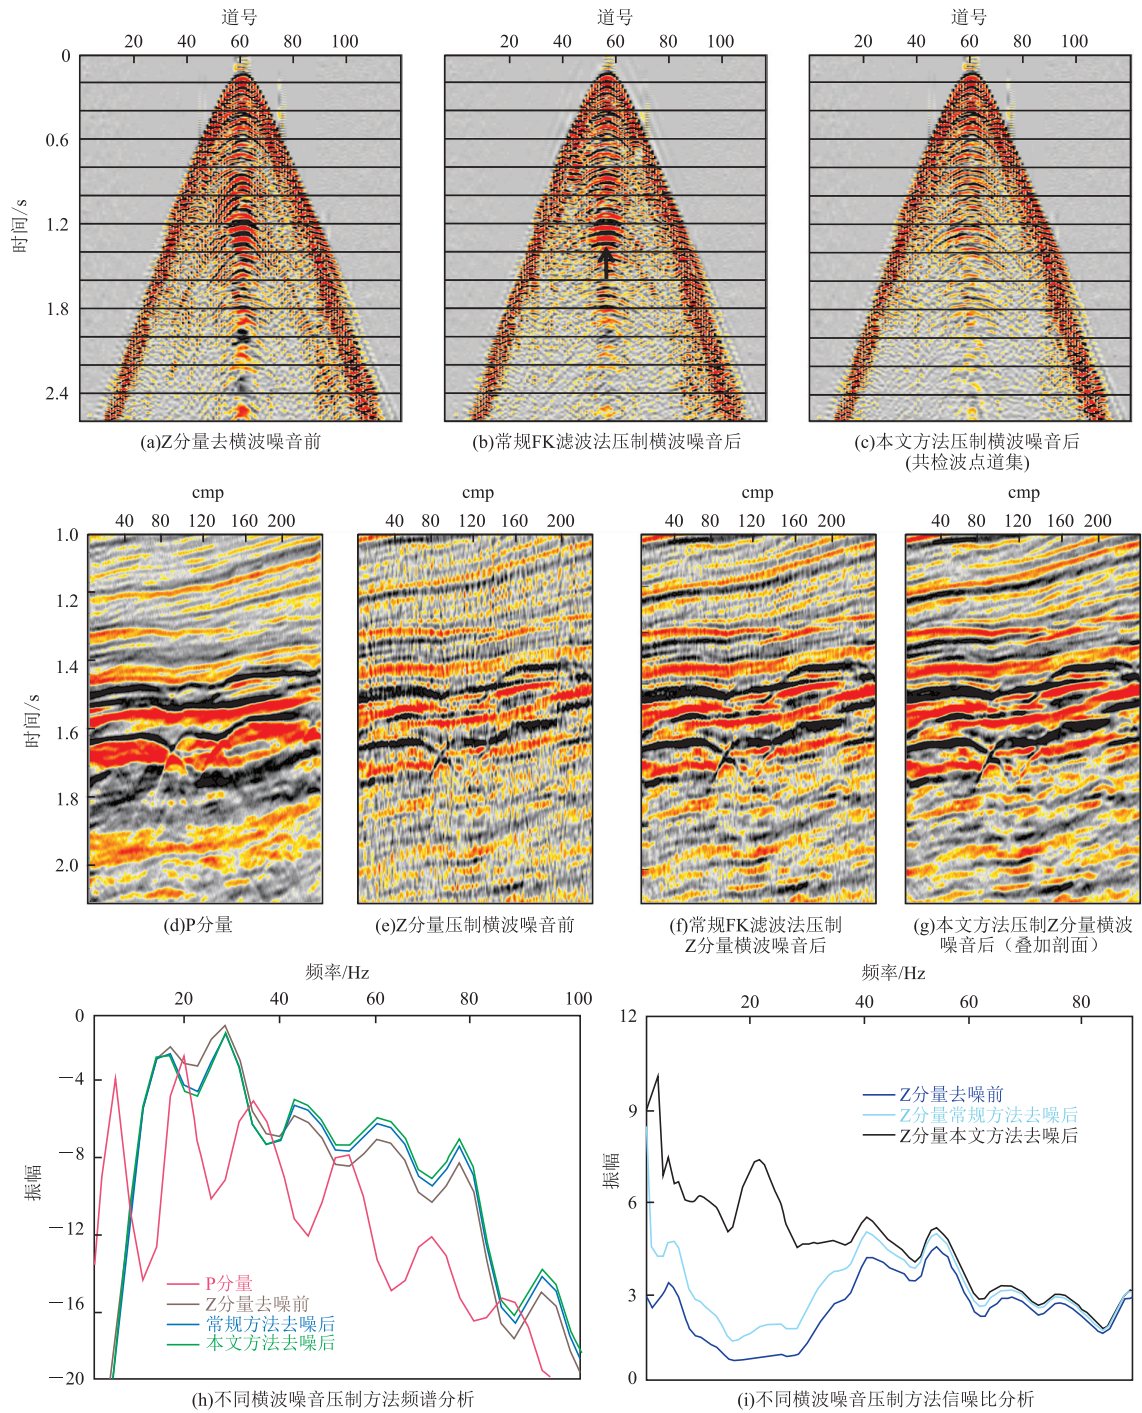 道号 道号 道号
20 40 60 80 100 20 40 60 80 100 20 40 60 80 100
0
0.6
1.2
1.8
2.4
时间/s
(a)Z分量去横波噪音前 (b)常规FK滤波法压制横波噪音后 (c)本文方法压制横波噪音后
(共检波点道集)
cmp cmp cmp cmp
40 80 120 160 200 40 80 120 160 200 40 80 120 160 200 40 80 120 160 200
1.0
1.2
1.4
1.6
1.8
2.0
时间/s
(d)P分量 (e)Z分量压制横波噪音前 (f)常规FK滤波法压制 (g)本文方法压制Z分量横波
Z分量横波噪音后 噪音后（叠加剖面）
频率/Hz
20 40 60 80 100
0
−4
−8
−12
−16
−20
振幅
P分量
Z分量去噪前
常规方法去噪后
本文方法去噪后
(h)不同横波噪音压制方法频谱分析
频率/Hz
20 40 60 80
12
9
6
3
0
振幅
Z分量去噪前
Z分量常规方法去噪后
Z分量本文方法去噪后
(i)不同横波噪音压制方法信噪比分析